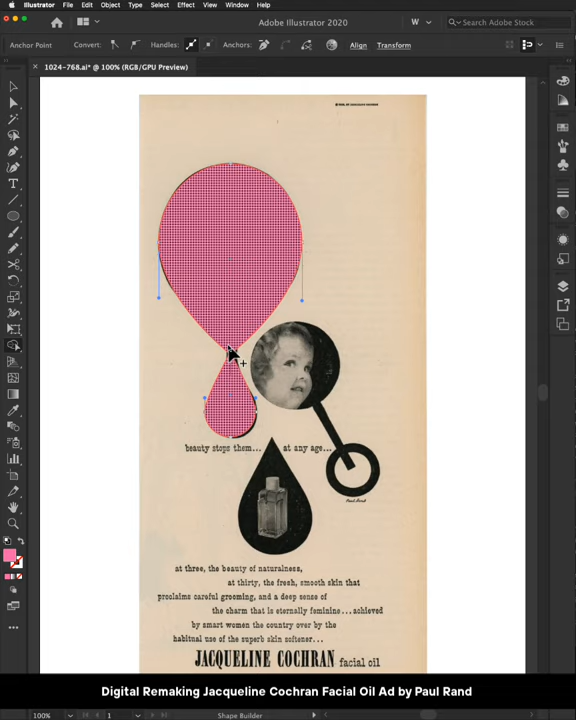 Illustrator File Edit Object Type Select Effect View Window Help
Adobe Illustrator 2020
W
Search Adobe Stock
Anchor Point Convert: Handles: Anchors: Align Transform
× 1024-768.ai* @ 100% (RGB/GPU Preview)
beauty stops them... at any age...
Paul Rand
at three, the beauty of naturalness,
at thirty, the fresh, smooth skin that
proclaims careful grooming, and a deep sense of
the charm that is eternally feminine...achieved
by smart women the country over by the
habitual use of the superb skin softener...
JACQUELINE COCHRAN facial oil
Digital Remaking Jacqueline Cochran Facial Oil Ad by Paul Rand
100% 1 Shape Builder